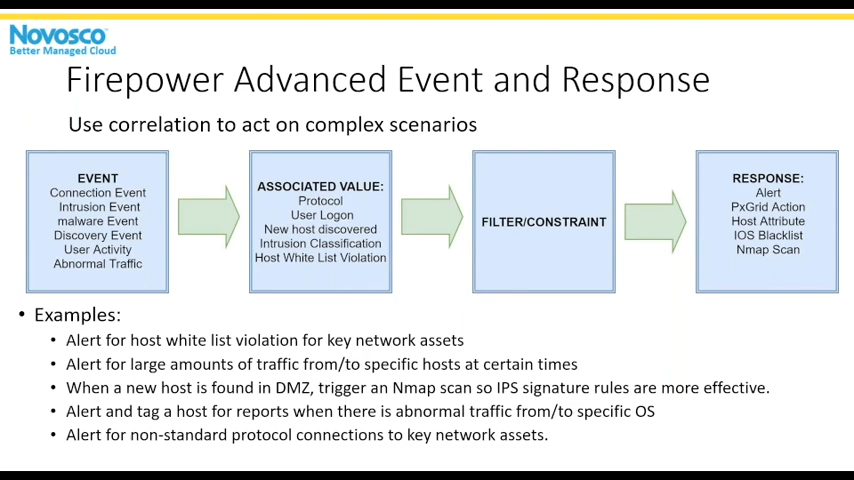 Novosco
Better Managed Cloud
Firepower Advanced Event and Response
Use correlation to act on complex scenarios
EVENT
Connection Event
Intrusion Event
malware Event
Discovery Event
User Activity
Abnormal Traffic
ASSOCIATED VALUE:
Protocol
User Logon
New host discovered
Intrusion Classification
Host White List Violation
FILTER/CONSTRAINT
RESPONSE:
Alert
PxGrid Action
Host Attribute
IOS Blacklist
Nmap Scan
• Examples:
• Alert for host white list violation for key network assets
• Alert for large amounts of traffic from/to specific hosts at certain times
• When a new host is found in DMZ, trigger an Nmap scan so IPS signature rules are more effective.
• Alert and tag a host for reports when there is abnormal traffic from/to specific OS
• Alert for non-standard protocol connections to key network assets.